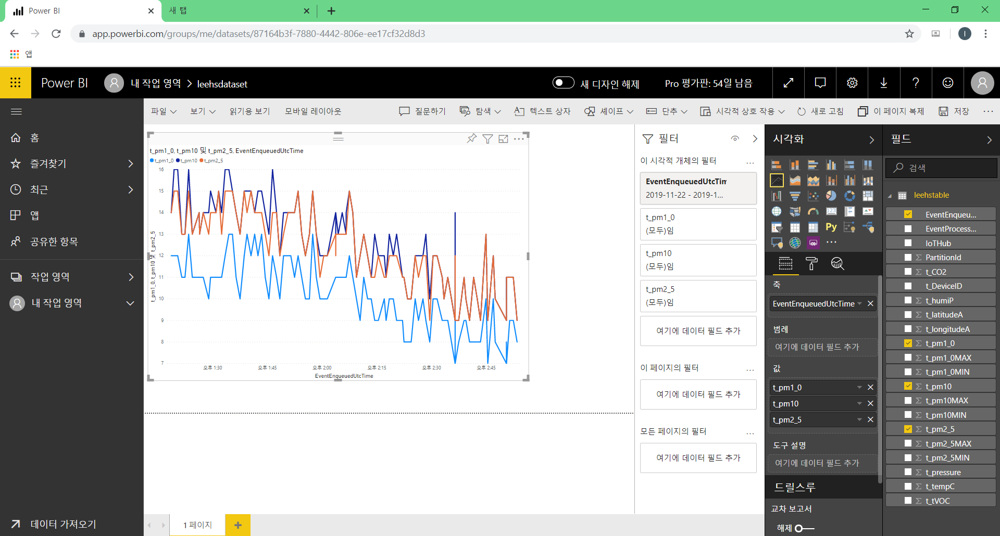 Power BI
새 탭
app.powerbi.com/groups/me/datasets/87164b3f-7880-4442-806e-ee17cf32d8d3
I
앱
Power BI
내 작업 영역 > leehsdataset
새 디자인 해제
Pro 평가판: 54일 남음
파일
보기
읽기용 보기
모바일 레이아웃
질문하기
탐색
텍스트 상자
셰이프
단추
시각적 상호 작용
새로 고침
이 페이지 복제
저장
홈
즐겨찾기
최근
앱
공유한 항목
작업 영역
내 작업 영역
데이터 가져오기
t_pm1_0, t_pm10 및 t_pm2_5, EventEnqueuedUtcTime
t_pm1_0 t_pm10 t_pm2_5
16
15
14
13
12
11
10
9
8
7
t_pm1_0, t_pm10 및 t_pm2_5
오후 1:30
오후 1:45
오후 2:00
오후 2:15
오후 2:30
오후 2:45
EventEnqueuedUtcTime
1 페이지
필터
이 시각적 개체의 필터
EventEnqueuedUtcTim
2019-11-22 - 2019-1...
t_pm1_0
(모두)임
t_pm10
(모두)임
t_pm2_5
(모두)임
여기에 데이터 필드 추가
이 페이지의 필터
여기에 데이터 필드 추가
모든 페이지의 필터
여기에 데이터 필드 추가
시각화
123
Py
축
EventEnqueuedUtcTime
범례
여기에 데이터 필드 추가
값
t_pm1_0
t_pm10
t_pm2_5
도구 설명
여기에 데이터 필드 추가
드릴스루
교차 보고서
해제
필드
검색
leehstable
EventEnqueu...
EventProcess...
IoTHub
PartitionId
t_CO2
t_DeviceID
t_humiP
t_latitudeA
t_longitudeA
t_pm1_0
t_pm1_0MAX
t_pm1_0MIN
t_pm10
t_pm10MAX
t_pm10MIN
t_pm2_5
t_pm2_5MAX
t_pm2_5MIN
t_pressure
t_tempC
t_tVOC